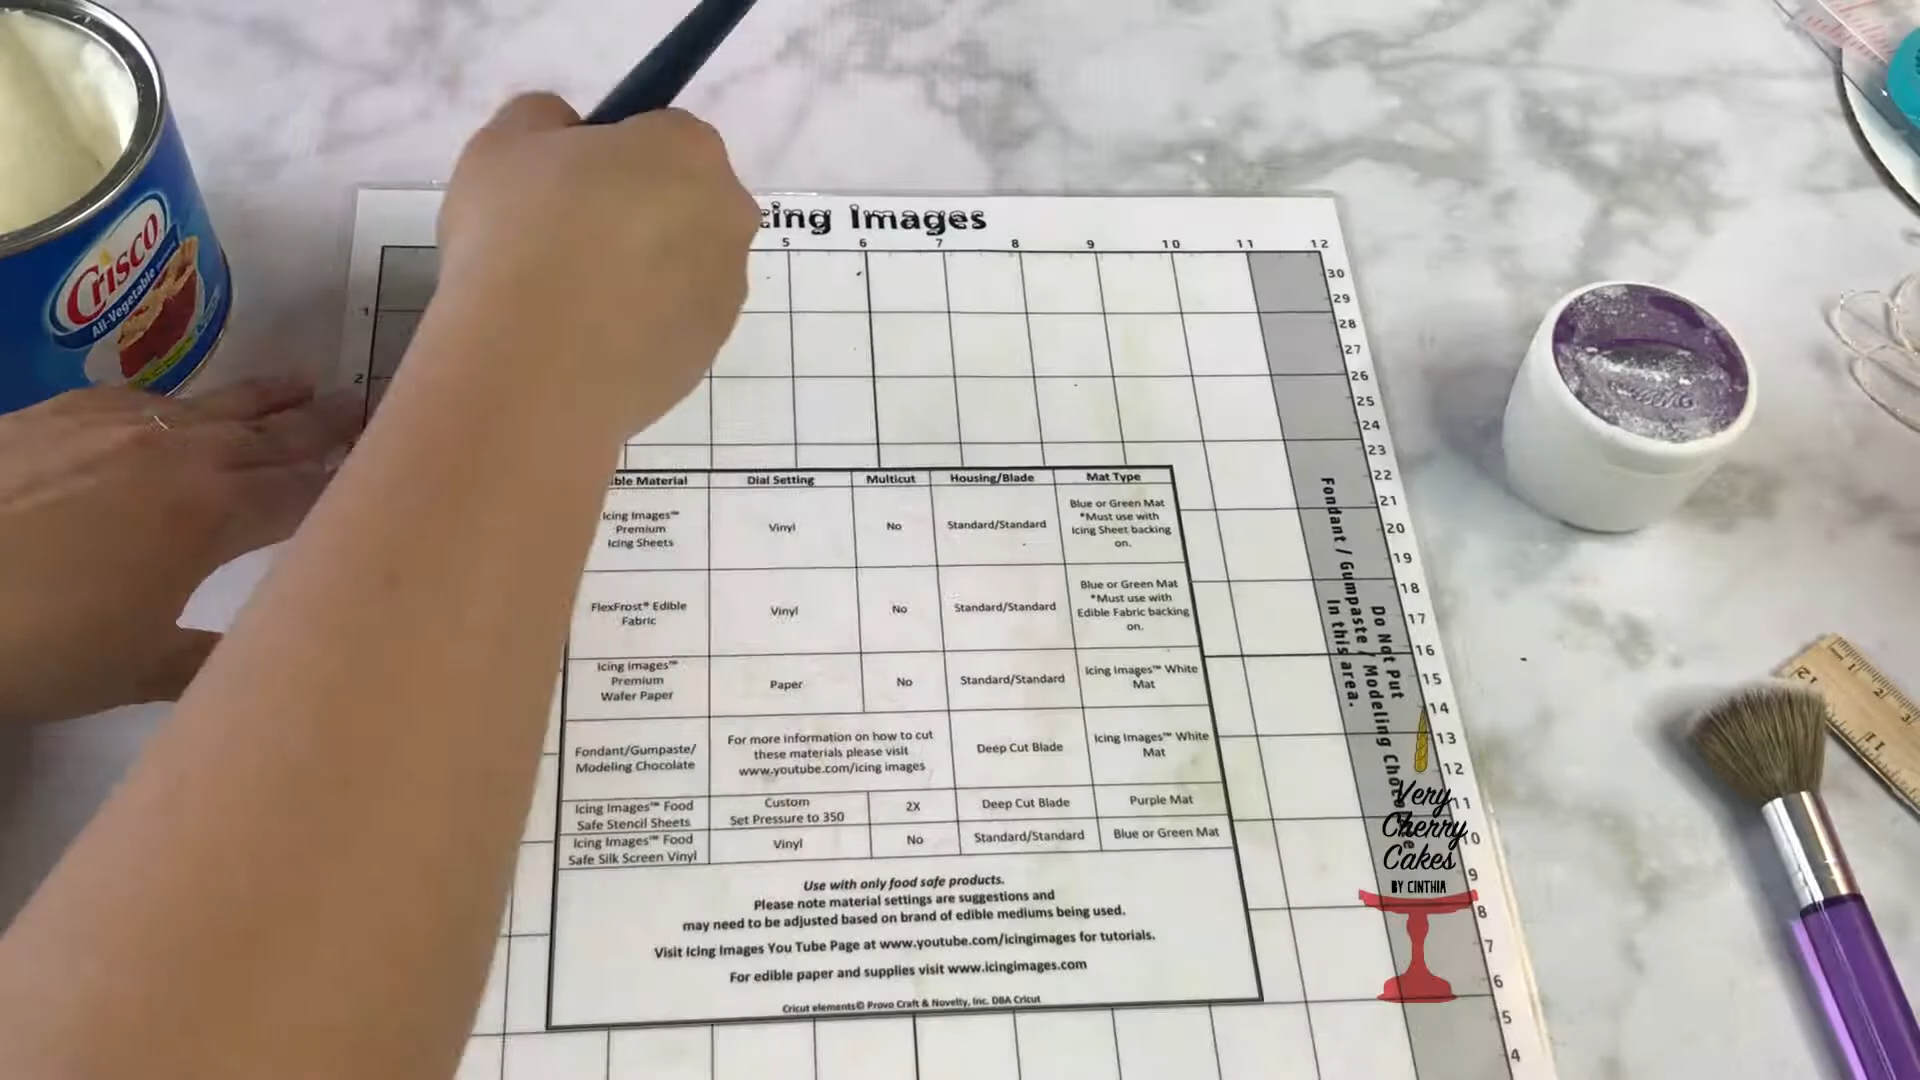 Crisco
All-Vegetable
cing Images
5 6 7 8 9 10 11 12
1
2
30
29
28
27
26
25
24
23
22
21
20
19
18
17
16
15
14
13
12
11
10
9
8
7
6
5
4
ble Material Dial Setting Multicut Housing/Blade Mat Type
Icing Images™
Premium
Icing Sheets
Vinyl
No
Standard/Standard
Blue or Green Mat
*Must use with
Icing Sheet backing
on.
FlexFrost® Edible
Fabric
Vinyl
No
Standard/Standard
Blue or Green Mat
*Must use with
Edible Fabric backing
on.
Icing Images™
Premium
Wafer Paper
Paper
No
Standard/Standard
Icing Images™ White
Mat
Fondant/Gumpaste/
Modeling Chocolate
For more information on how to cut
these materials please visit
www.youtube.com/icing images
Deep Cut Blade
Icing Images™ White
Mat
Icing Images™ Food
Safe Stencil Sheets
Custom
Set Pressure to 350
2X
Deep Cut Blade
Purple Mat
Icing Images™ Food
Safe Silk Screen Vinyl
Vinyl
No
Standard/Standard
Blue or Green Mat
Use with only food safe products.
Please note material settings are suggestions and
may need to be adjusted based on brand of edible mediums being used.
Visit Icing Images You Tube Page at www.youtube.com/icingimages for tutorials.
For edible paper and supplies visit www.icingimages.com
Cricut elements© Provo Craft & Novelty, Inc. DBA Cricut
Do Not Put
Fondant / Gumpaste / Modeling Chocolate
In this area.
Very
Cherry
Cakes
BY CINTHIA
12
11
1
2
3